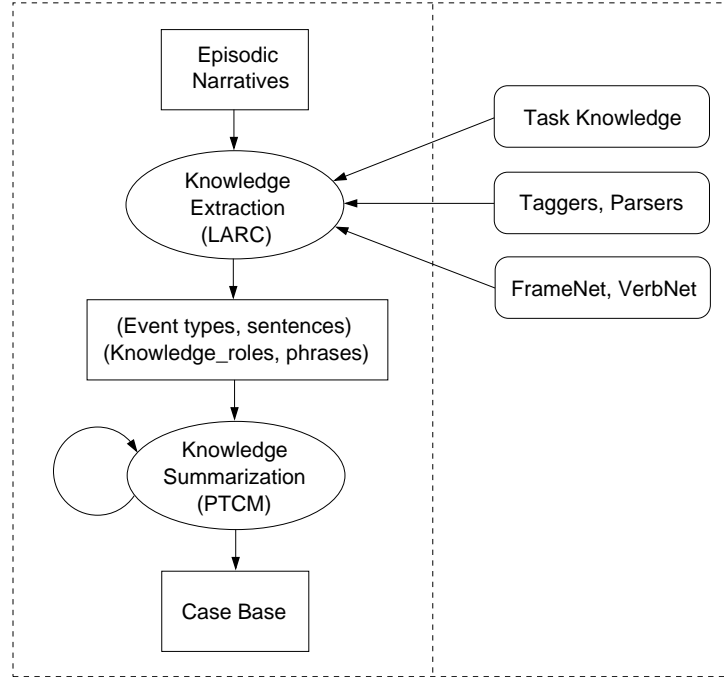 Episodic
Narratives
Task Knowledge
Knowledge
Extraction
(LARC)
Taggers, Parsers
FrameNet, VerbNet
(Event types, sentences)
(Knowledge_roles, phrases)
Knowledge
Summarization
(PTCM)
Case Base